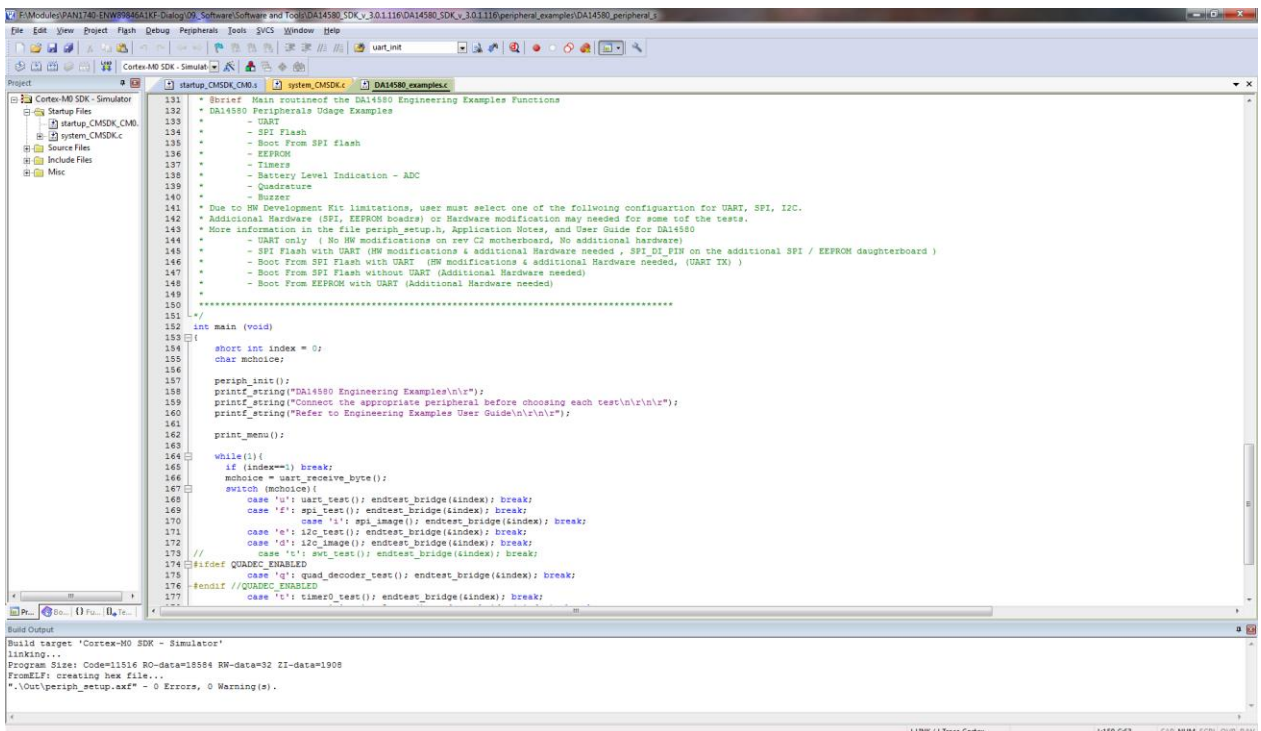 F:\Modules\PAN1740-ENW89846A1KF-Dialog\09_Software\Software and Tools\DA14580_SDK_v_3.0.1.116\DA14580_SDK_v_3.0.1.116\peripheral_examples\DA14580_peripheral_s
File Edit View Project Flash Debug Peripherals Tools SVCS Window Help
uart_init
Cortex-M0 SDK - Simulat
Project
startup_CMSDK_CM0.s system_CMSDK.c DA14580_examples.c
Cortex-M0 SDK - Simulator
Startup Files
startup_CMSDK_CM0.
system_CMSDK.c
Source Files
Include Files
Misc
131 * @brief Main routineof the DA14580 Engineering Examples Functions
132 * DA14580 Peripherals Udage Examples
133 * - UART
134 * - SPI Flash
135 * - Boot From SPI flash
136 * - EEPROM
137 * - Timers
138 * - Battery Level Indication - ADC
139 * - Quadrature
140 * - Buzzer
141 * Due to HW Development Kit limitations, user must select one of the follwoing configuartion for UART, SPI, I2C.
142 * Addicional Hardware (SPI, EEPROM boadrs) or Hardware modification may needed for some tof the tests.
143 * More information in the file periph_setup.h, Application Notes, and User Guide for DA14580
144 * - UART only ( No HW modifications on rev C2 motherboard, No additional hardware)
145 * - SPI Flash with UART (HW modifications & additional Hardware needed , SPI_DI_PIN on the additional SPI / EEPROM daughterboard )
146 * - Boot From SPI Flash with UART (HW modifications & additional Hardware needed, (UART TX) )
147 * - Boot From SPI Flash without UART (Additional Hardware needed)
148 * - Boot From EEPROM with UART (Additional Hardware needed)
149 *
150 ****************************************************************************************
151 */
152 int main (void)
153 {
154 short int index = 0;
155 char mchoice;
156
157 periph_init();
158 printf_string("DA14580 Engineering Examples\n\r");
159 printf_string("Connect the appropriate peripheral before choosing each test\n\r\n\r");
160 printf_string("Refer to Engineering Examples User Guide\n\r\n\r");
161
162 print_menu();
163
164 while(1){
165 if (index==1) break;
166 mchoice = uart_receive_byte();
167 switch (mchoice){
168 case 'u': uart_test(); endtest_bridge(&index); break;
169 case 'f': spi_test(); endtest_bridge(&index); break;
170 case 'i': spi_image(); endtest_bridge(&index); break;
171 case 'e': i2c_test(); endtest_bridge(&index); break;
172 case 'd': i2c_image(); endtest_bridge(&index); break;
173 // case 't': swt_test(); endtest_bridge(&index); break;
174 #ifdef QUADEC_ENABLED
175 case 'q': quad_decoder_test(); endtest_bridge(&index); break;
176 #endif //QUADEC_ENABLED
177 case 't': timer0_test(); endtest_bridge(&index); break;
Pr... Bo... {} Fu... Te...
Build Output
Build target 'Cortex-M0 SDK - Simulator'
linking...
Program Size: Code=11516 RO-data=18584 RW-data=32 ZI-data=1908
FromELF: creating hex file...
".\Out\periph_setup.axf" - 0 Errors, 0 Warning(s).